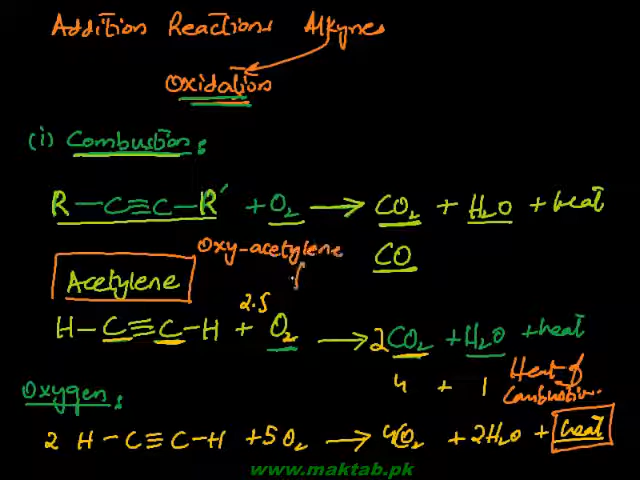 Addition Reactions Alkynes
Oxidation
(i) Combustion:
R—C≡C—R′ + O₂ ⟶ CO₂ + H₂O + heat
Oxy-acetylene CO
Acetylene
2.5
H—C≡C—H + O₂ ⟶ 2CO₂ + H₂O + heat
4 + 1 Heat of
Combustion.
Oxygen:
2 H—C≡C—H + 5O₂ ⟶ 4CO₂ + 2H₂O + heat
www.maktab.pk